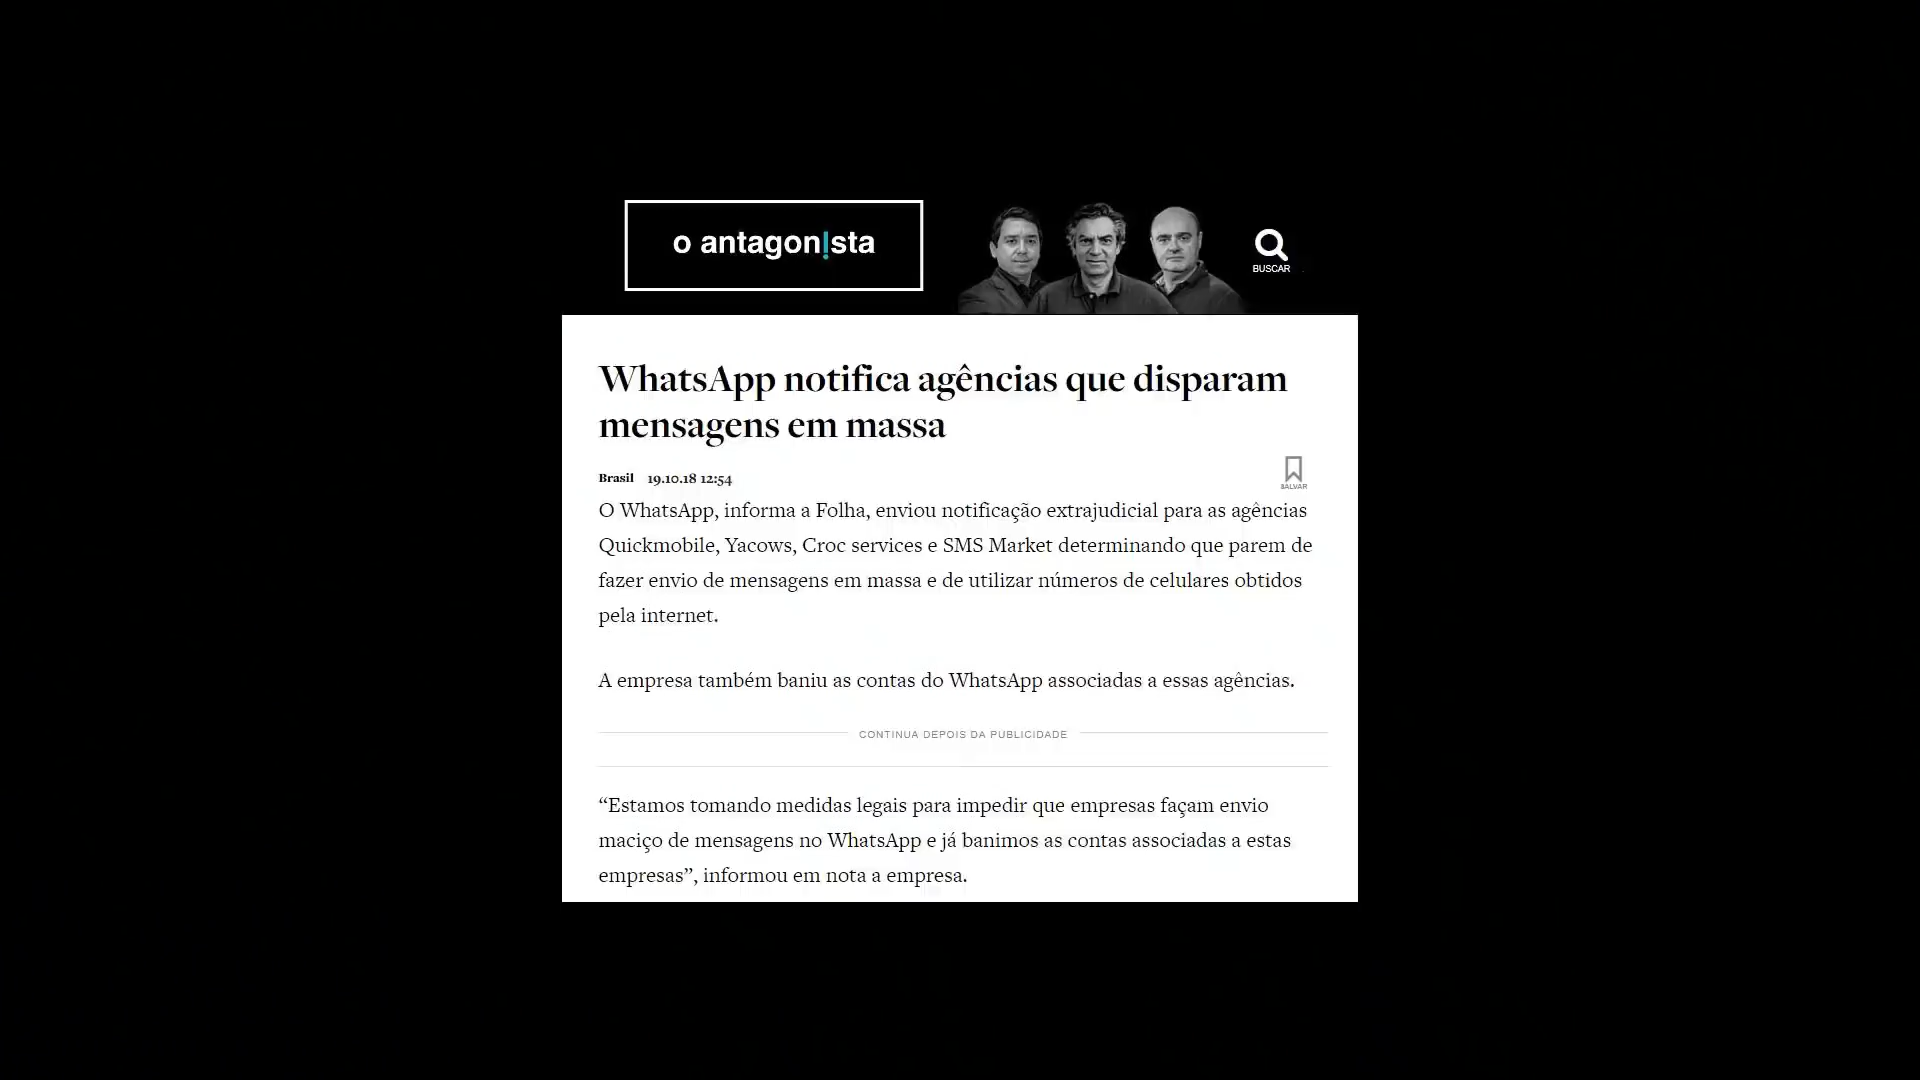 o antagon!sta
BUSCAR
WhatsApp notifica agências que disparam
mensagens em massa
Brasil 19.10.18 12:54
SALVAR
O WhatsApp, informa a Folha, enviou notificação extrajudicial para as agências
Quickmobile, Yacows, Croc services e SMS Market determinando que parem de
fazer envio de mensagens em massa e de utilizar números de celulares obtidos
pela internet.
A empresa também baniu as contas do WhatsApp associadas a essas agências.
CONTINUA DEPOIS DA PUBLICIDADE
“Estamos tomando medidas legais para impedir que empresas façam envio
maciço de mensagens no WhatsApp e já banimos as contas associadas a estas
empresas”, informou em nota a empresa.